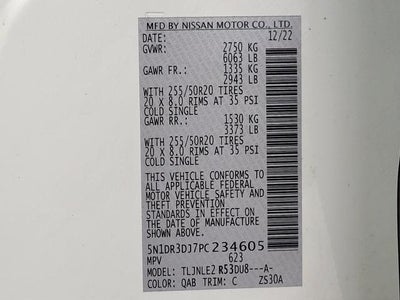 MFD BY NISSAN MOTOR CO., LTD.
DATE: 12/22
GVWR: 2750 KG
6063 LB
GAWR FR.: 1335 KG
2943 LB
WITH 255/50R20 TIRES
20 X 8.0 RIMS AT 35 PSI
COLD SINGLE
GAWR RR.: 1530 KG
3373 LB
WITH 255/50R20 TIRES
20 X 8.0 RIMS AT 35 PSI
COLD SINGLE
THIS VEHICLE CONFORMS TO
ALL APPLICABLE FEDERAL
MOTOR VEHICLE SAFETY AND
THEFT PREVENTION
STANDARDS IN EFFECT ON
THE DATE OF MANUFACTURE
SHOWN ABOVE.
5N1DR3DJ7PC234605
MPV 623
MODEL: TLJNLE2 R53DU8---A-
COLOR: QAB TRIM: C ZS30A